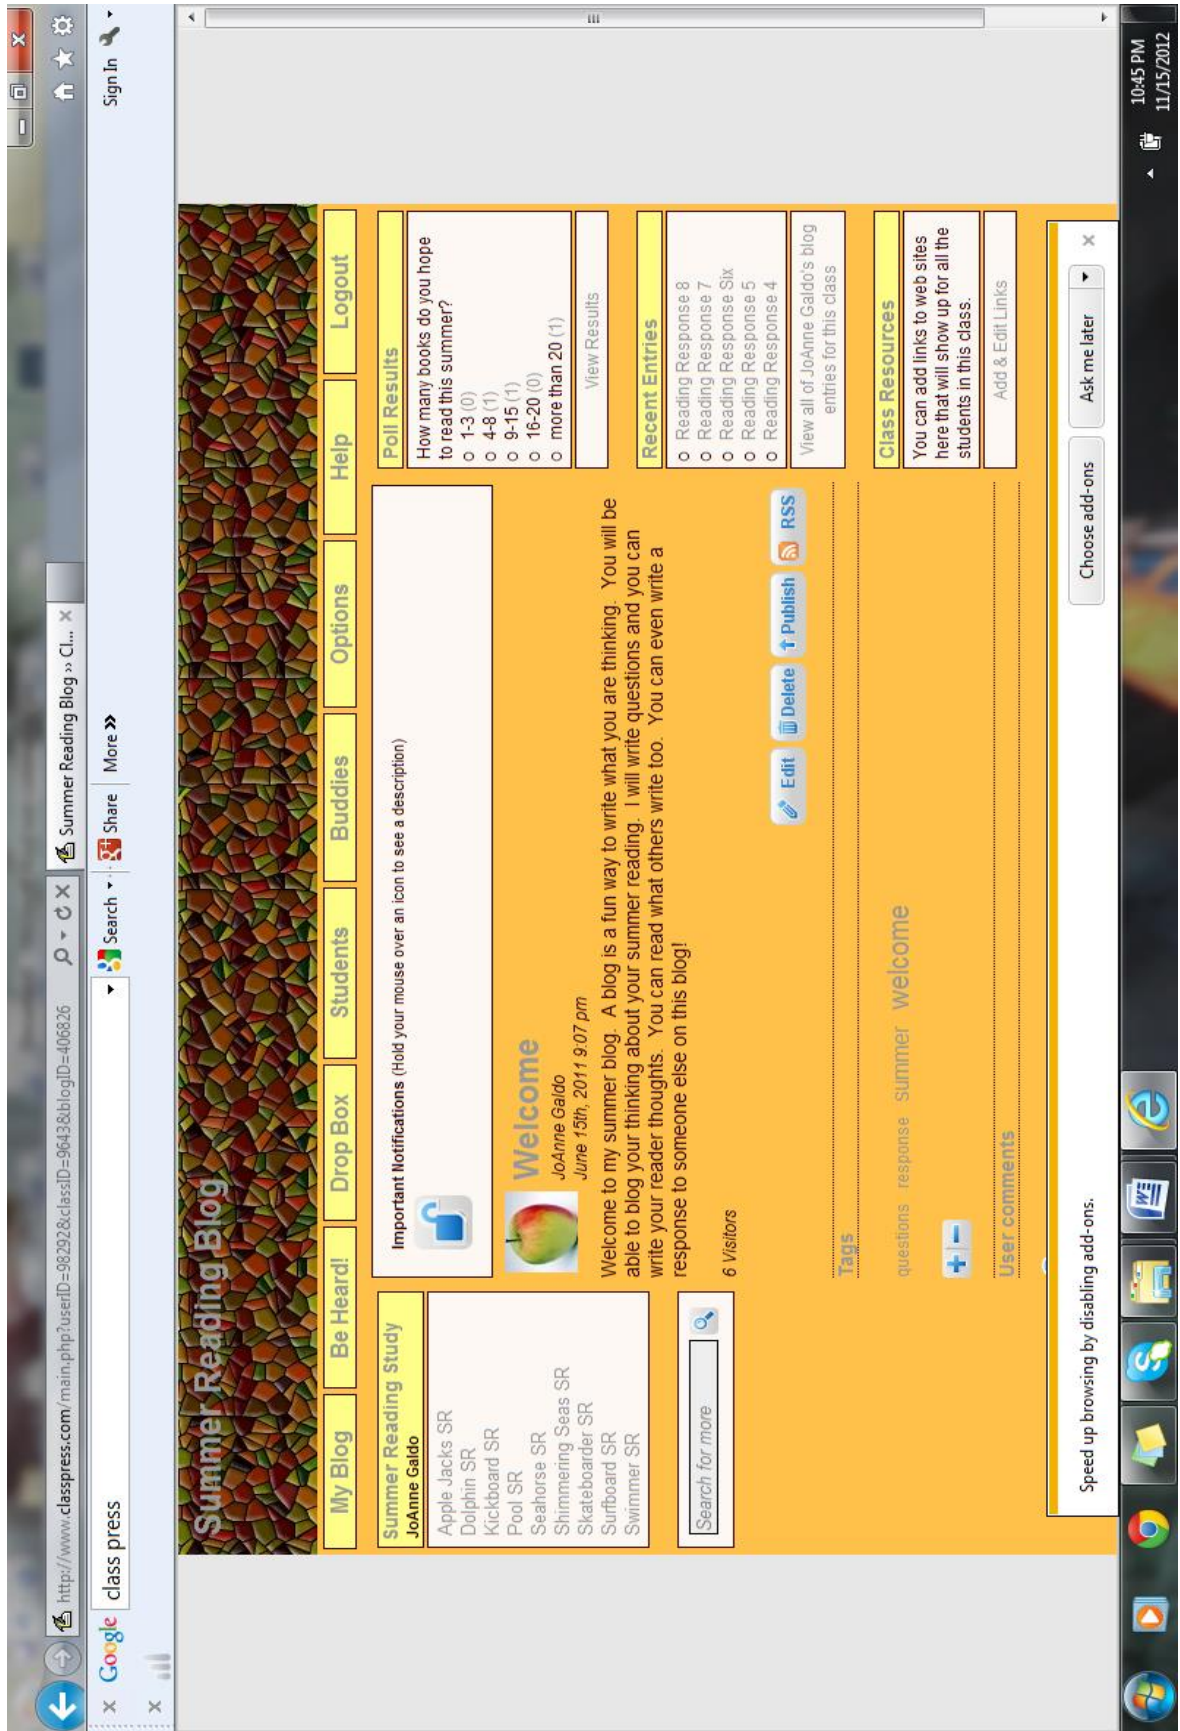 http://www.classpress.com/main.php?userID=98292&classID=9643&blogID=406826
Summer Reading Blog >> Cl...
Google
class press
Search
Share
More >>
Sign In
Summer Reading Blog
My Blog
Be Heard!
Drop Box
Students
Buddies
Options
Help
Logout
Summer Reading Study
JoAnne Galdo
Apple Jacks SR
Dolphin SR
Kickboard SR
Pool SR
Seahorse SR
Shimmering Seas SR
Skateboarder SR
Surfboard SR
Swimmer SR
Search for more
Important Notifications (Hold your mouse over an icon to see a description)
Welcome
JoAnne Galdo
June 15th, 2011 9:07 pm
Welcome to my summer blog. A blog is a fun way to write what you are thinking. You will be
able to blog your thinking about your summer reading. I will write questions and you can
write your reader thoughts. You can read what others write too. You can even write a
response to someone else on this blog!
6 Visitors
Edit
Delete
Publish
RSS
Tags
questions response summer welcome
User comments
Poll Results
How many books do you hope
to read this summer?
1-3 (0)
4-8 (1)
9-15 (1)
16-20 (0)
more than 20 (1)
View Results
Recent Entries
Reading Response 8
Reading Response 7
Reading Response Six
Reading Response 5
Reading Response 4
View all of JoAnne Galdo's blog
entries for this class
Class Resources
You can add links to web sites
here that will show up for all the
students in this class.
Add & Edit Links
Speed up browsing by disabling add-ons.
Choose add-ons
Ask me later
10:45 PM
11/15/2012